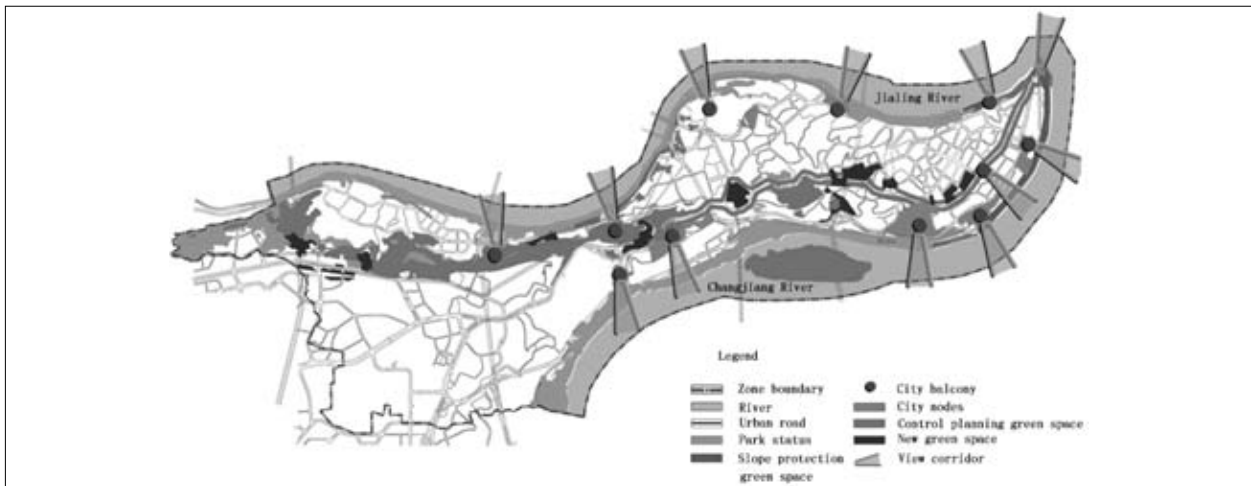 Jialing River
Changjiang River
Legend
Zone boundary
River
Urban road
Park status
Slope protection
green space
City balcony
City nodes
Control planning green space
New green space
View corridor